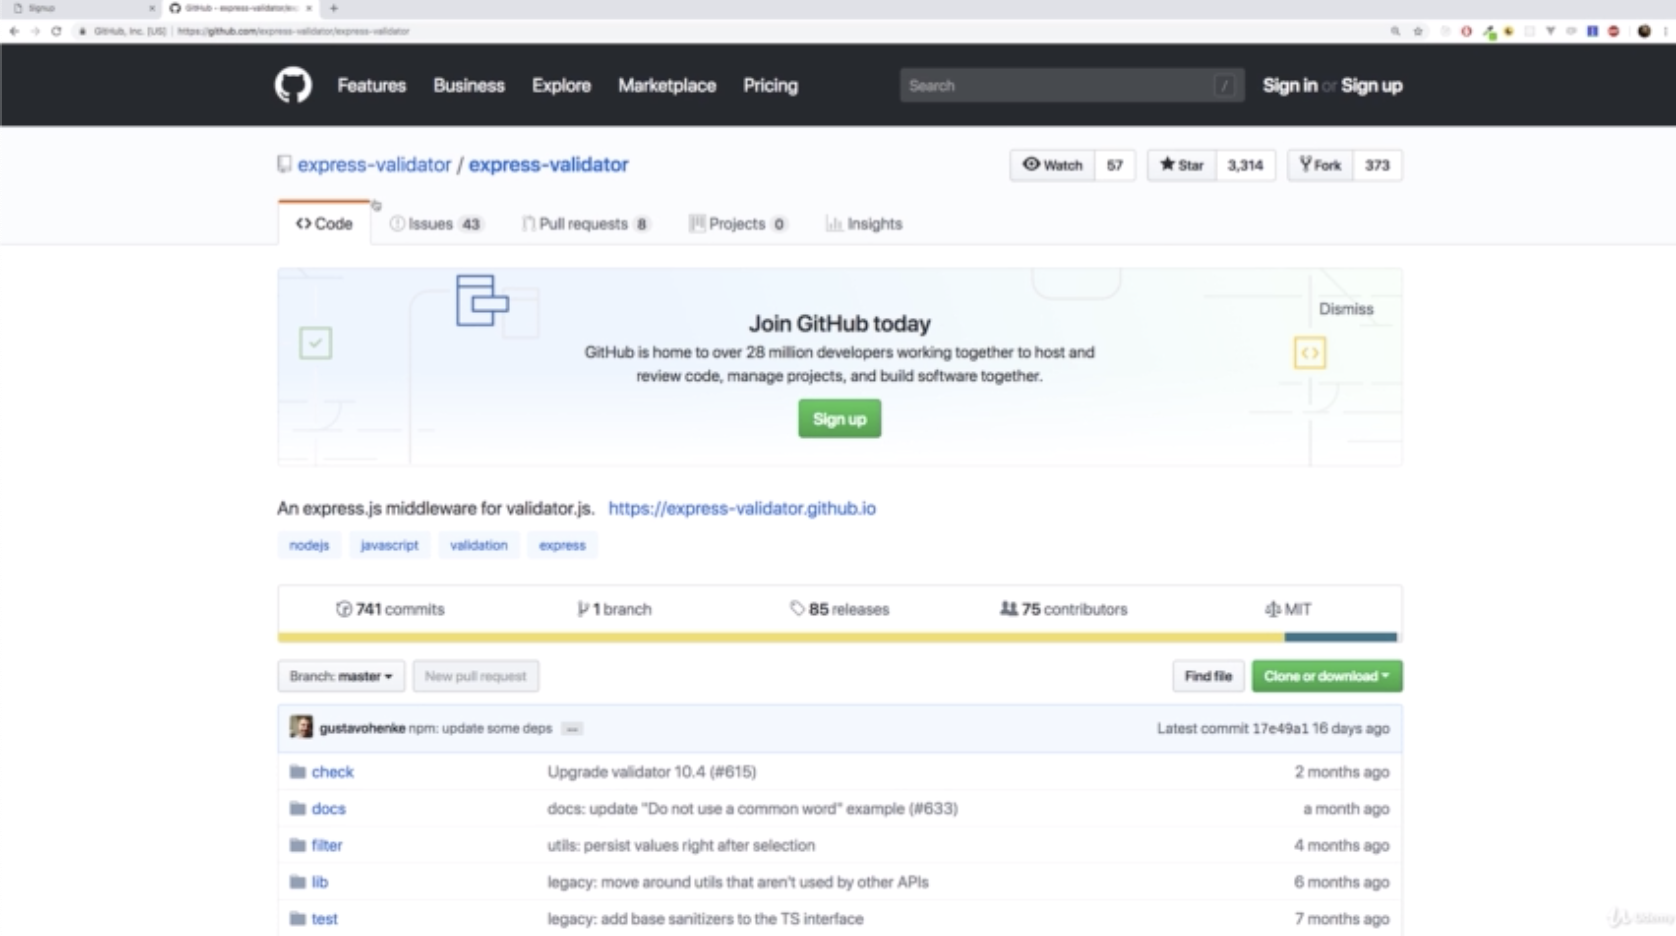 Signup
GitHub - express-validator/exp
GitHub, Inc. [US] | https://github.com/express-validator/express-validator
Features Business Explore Marketplace Pricing Search / Sign in or Sign up
express-validator / express-validator Watch 57 Star 3,314 Fork 373
Code Issues 43 Pull requests 8 Projects 0 Insights
Dismiss
Join GitHub today
GitHub is home to over 28 million developers working together to host and
review code, manage projects, and build software together.
Sign up
An express.js middleware for validator.js. https://express-validator.github.io
nodejs javascript validation express
741 commits 1 branch 85 releases 75 contributors MIT
Branch: master New pull request Find file Clone or download
gustavohenke npm: update some deps ... Latest commit 17e49a1 16 days ago
check Upgrade validator 10.4 (#615) 2 months ago
docs docs: update "Do not use a common word" example (#633) a month ago
filter utils: persist values right after selection 4 months ago
lib legacy: move around utils that aren't used by other APIs 6 months ago
test legacy: add base sanitizers to the TS interface 7 months ago
Udemy